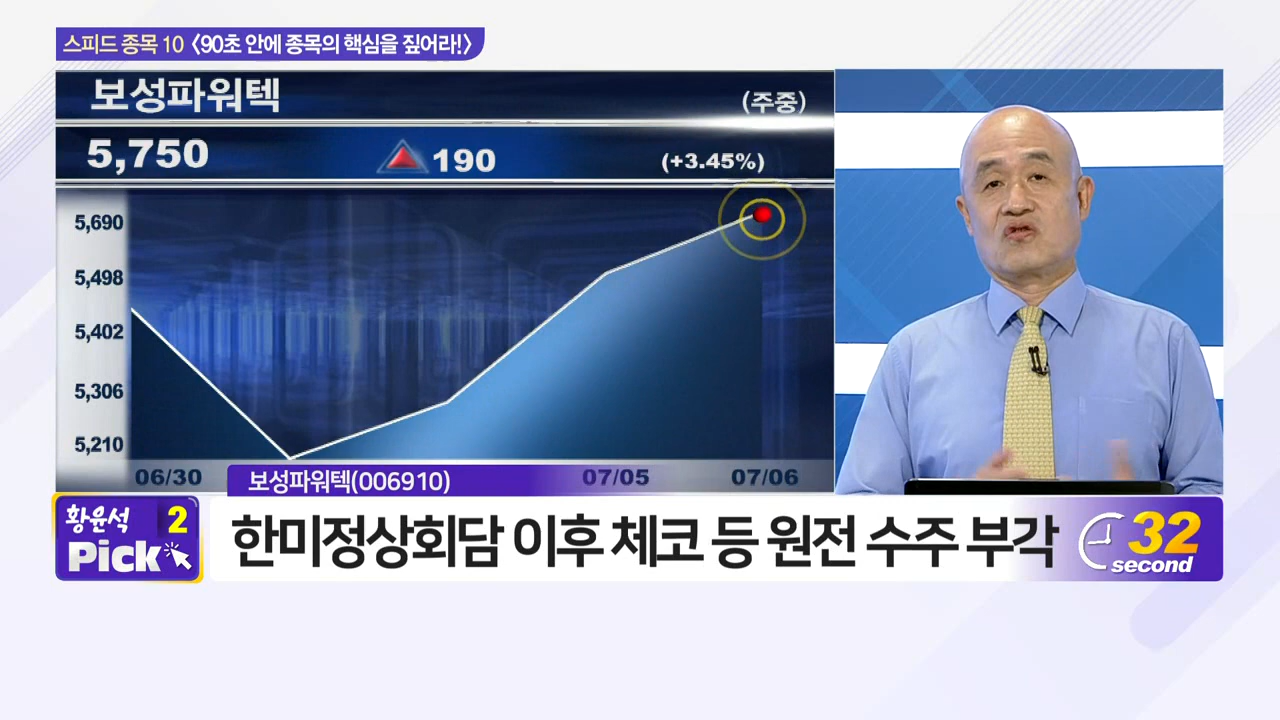 스피드 종목 10 <90초 안에 종목의 핵심을 짚어라!>
보성파워텍
(주중)
5,750
190
(+3.45%)
5,690
5,498
5,402
5,306
5,210
06/30
07/05
07/06
보성파워텍(006910)
황윤석 2
Pick
한미정상회담 이후 체코 등 원전 수주 부각
32
second